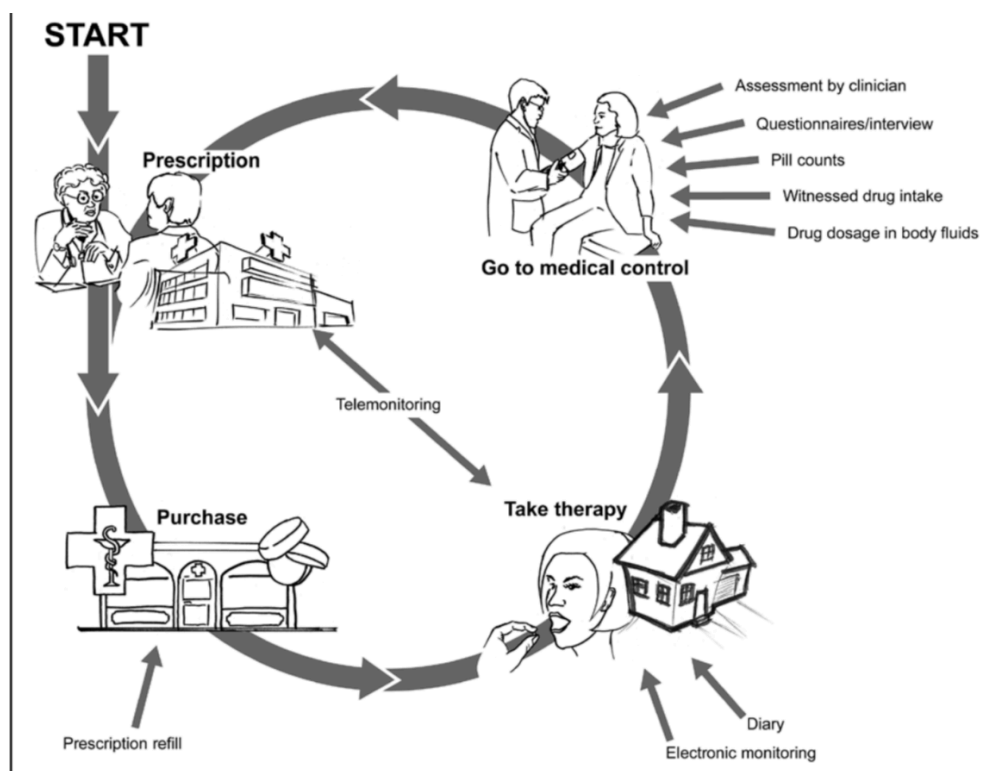 START
Prescription
Assessment by clinician
Questionnaires/interview
Pill counts
Witnessed drug intake
Drug dosage in body fluids
Go to medical control
Telemonitoring
Purchase
Take therapy
Prescription refill
Diary
Electronic monitoring